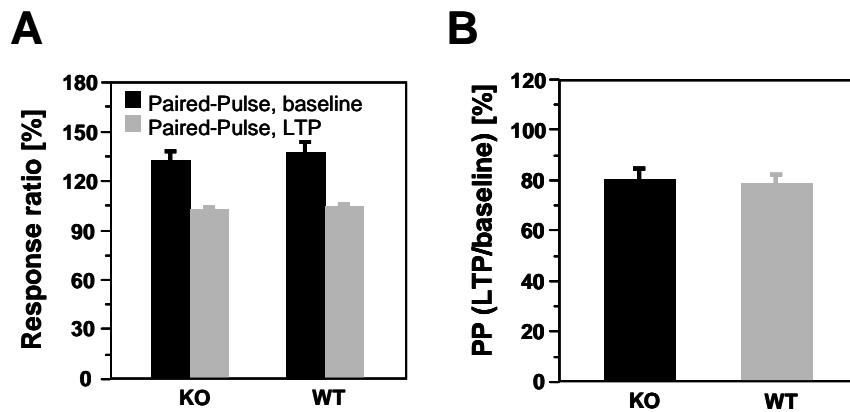 A
Response ratio [%]
180
150
120
90
60
30
0
Paired-Pulse, baseline
Paired-Pulse, LTP
KO
WT
B
PP (LTP/baseline) [%]
120
100
80
60
40
20
0
KO
WT